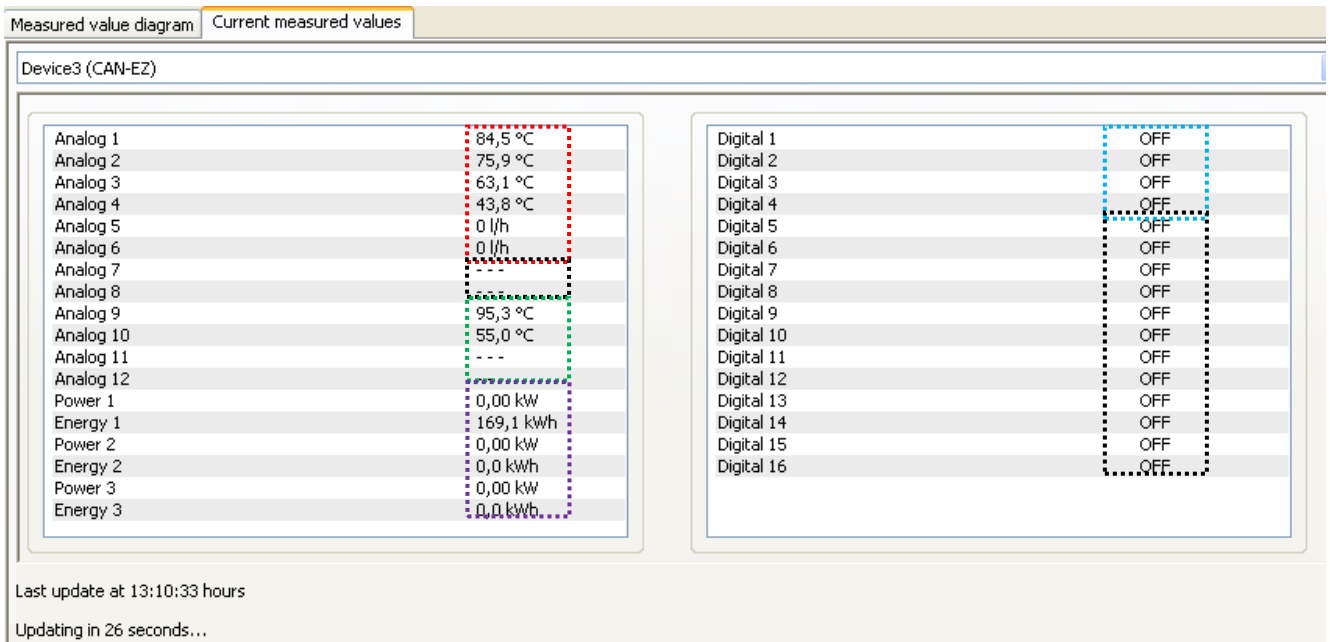 Measured value diagram Current measured values
Device3 (CAN-EZ)
Analog 1 84,5 °C
Analog 2 75,9 °C
Analog 3 63,1 °C
Analog 4 43,8 °C
Analog 5 0 l/h
Analog 6 0 l/h
Analog 7 - - -
Analog 8 - - -
Analog 9 95,3 °C
Analog 10 55,0 °C
Analog 11 - - -
Analog 12 - - -
Power 1 0,00 kW
Energy 1 169,1 kWh
Power 2 0,00 kW
Energy 2 0,0 kWh
Power 3 0,00 kW
Energy 3 0,0 kWh
Digital 1 OFF
Digital 2 OFF
Digital 3 OFF
Digital 4 OFF
Digital 5 OFF
Digital 6 OFF
Digital 7 OFF
Digital 8 OFF
Digital 9 OFF
Digital 10 OFF
Digital 11 OFF
Digital 12 OFF
Digital 13 OFF
Digital 14 OFF
Digital 15 OFF
Digital 16 OFF
Last update at 13:10:33 hours
Updating in 26 seconds...